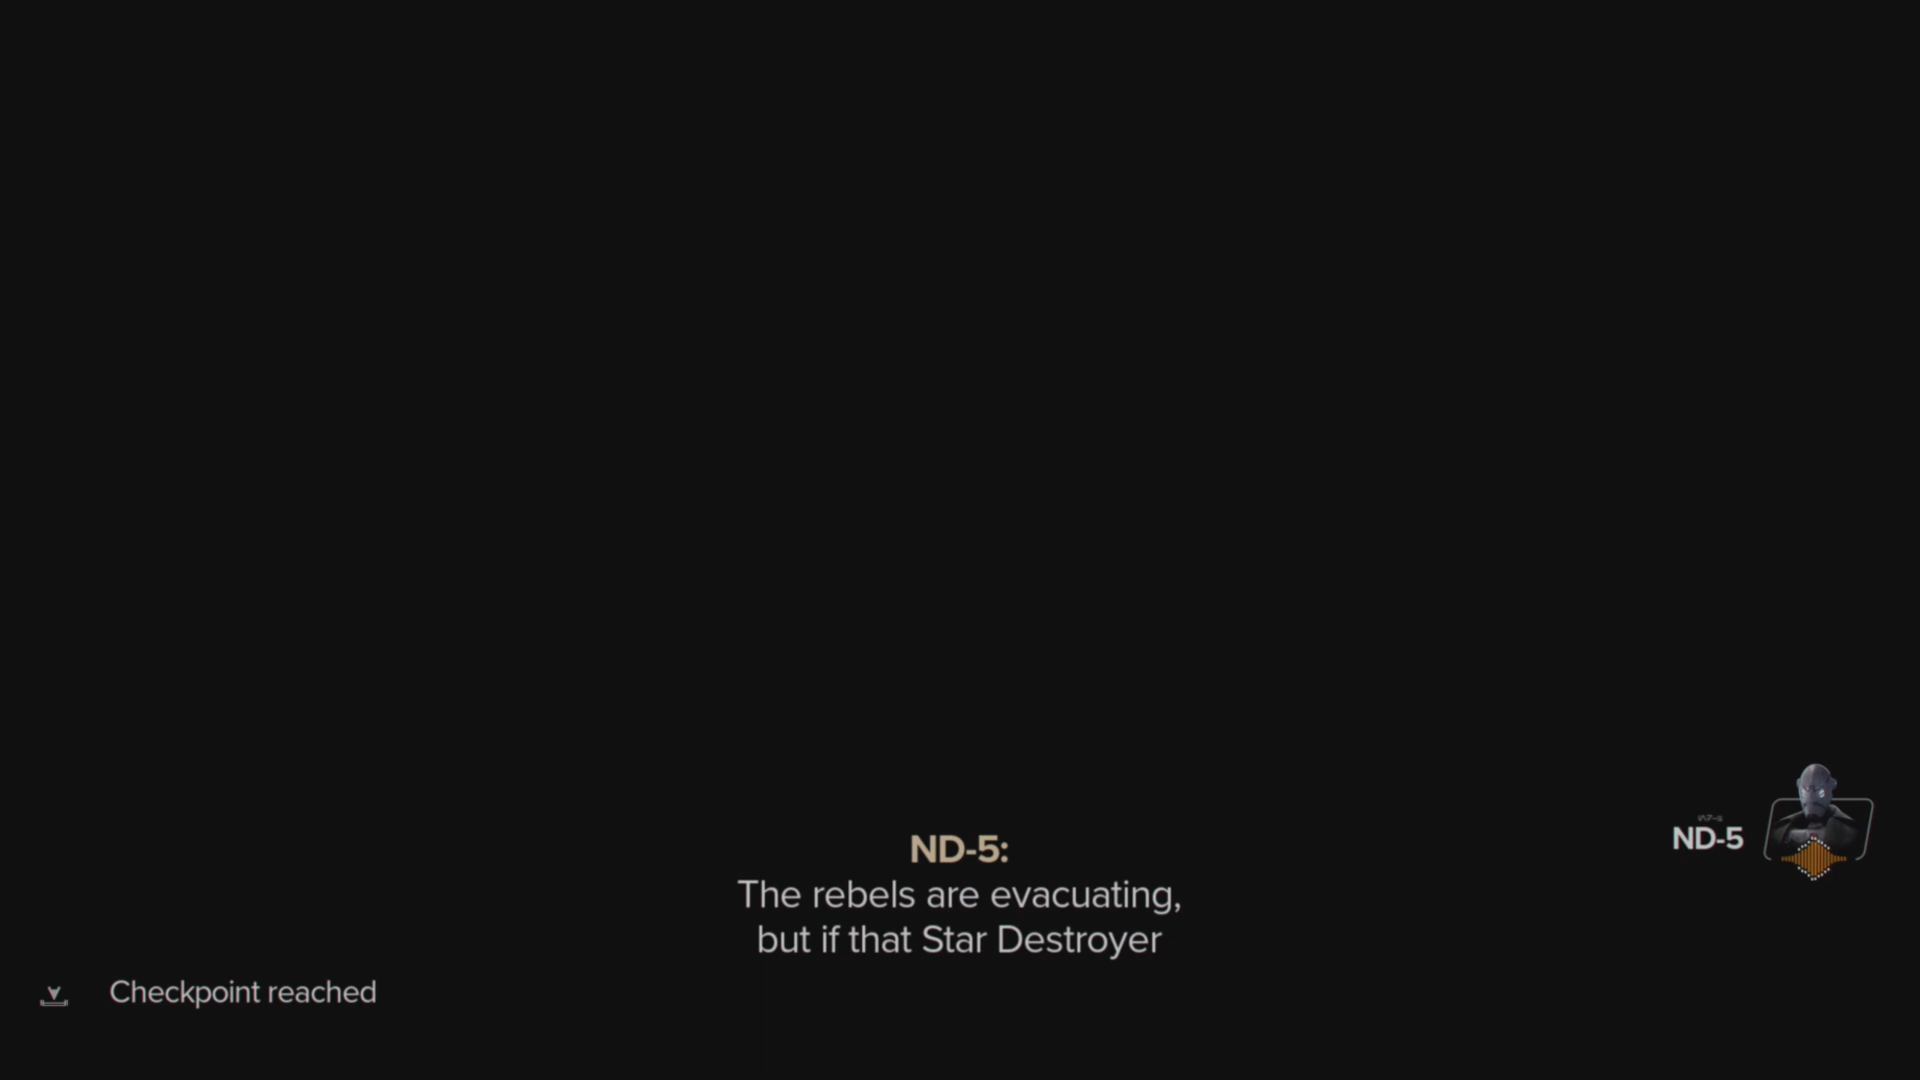 ND-5
ND-5:
The rebels are evacuating,
but if that Star Destroyer
Checkpoint reached